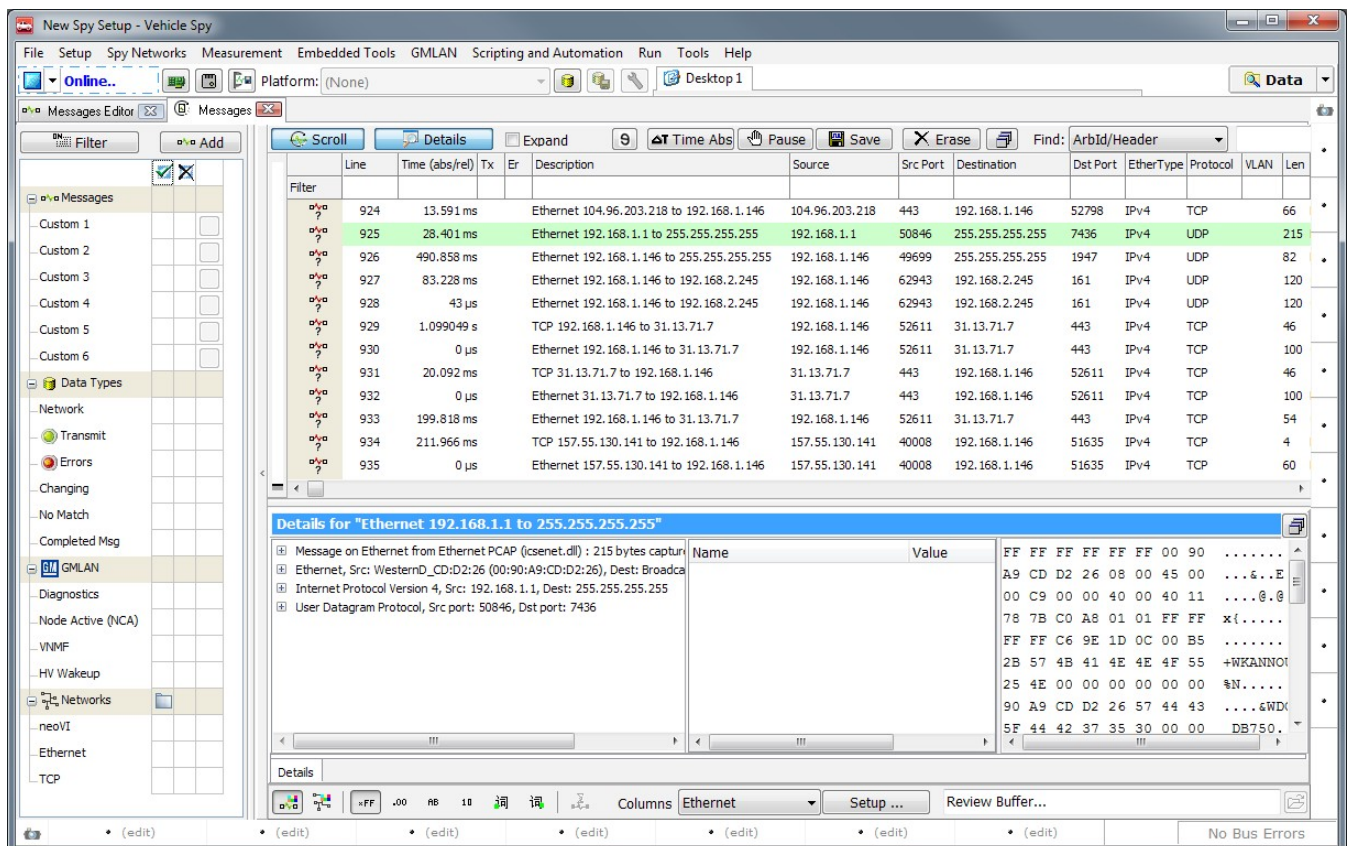 New Spy Setup - Vehicle Spy
File Setup Spy Networks Measurement Embedded Tools GMLAN Scripting and Automation Run Tools Help
Online.. Platform: (None) Desktop 1 Data
Messages Editor Messages
Filter Add
Scroll Details Expand ΔT Time Abs Pause Save Erase Find: ArbId/Header
Line Time (abs/rel) Tx Er Description Source Src Port Destination Dst Port EtherType Protocol VLAN Len
Filter
924 13.591 ms Ethernet 104.96.203.218 to 192.168.1.146 104.96.203.218 443 192.168.1.146 52798 IPv4 TCP 66
925 28.401 ms Ethernet 192.168.1.1 to 255.255.255.255 192.168.1.1 50846 255.255.255.255 7436 IPv4 UDP 215
926 490.858 ms Ethernet 192.168.1.146 to 255.255.255.255 192.168.1.146 49699 255.255.255.255 1947 IPv4 UDP 82
927 83.228 ms Ethernet 192.168.1.146 to 192.168.2.245 192.168.1.146 62943 192.168.2.245 161 IPv4 UDP 120
928 43 µs Ethernet 192.168.1.146 to 192.168.2.245 192.168.1.146 62943 192.168.2.245 161 IPv4 UDP 120
929 1.099049 s TCP 192.168.1.146 to 31.13.71.7 192.168.1.146 52611 31.13.71.7 443 IPv4 TCP 46
930 0 µs Ethernet 192.168.1.146 to 31.13.71.7 192.168.1.146 52611 31.13.71.7 443 IPv4 TCP 100
931 20.092 ms TCP 31.13.71.7 to 192.168.1.146 31.13.71.7 443 192.168.1.146 52611 IPv4 TCP 46
932 0 µs Ethernet 31.13.71.7 to 192.168.1.146 31.13.71.7 443 192.168.1.146 52611 IPv4 TCP 100
933 199.818 ms Ethernet 192.168.1.146 to 31.13.71.7 192.168.1.146 52611 31.13.71.7 443 IPv4 TCP 54
934 211.966 ms TCP 157.55.130.141 to 192.168.1.146 157.55.130.141 40008 192.168.1.146 51635 IPv4 TCP 4
935 0 µs Ethernet 157.55.130.141 to 192.168.1.146 157.55.130.141 40008 192.168.1.146 51635 IPv4 TCP 60
Messages
Custom 1
Custom 2
Custom 3
Custom 4
Custom 5
Custom 6
Data Types
Network
Transmit
Errors
Changing
No Match
Completed Msg
GM GMLAN
Diagnostics
Node Active (NCA)
VNMF
HV Wakeup
Networks
neoVI
Ethernet
TCP
Details for "Ethernet 192.168.1.1 to 255.255.255.255"
Message on Ethernet from Ethernet PCAP (icsenet.dll) : 215 bytes captur
Ethernet, Src: WesternD_CD:D2:26 (00:90:A9:CD:D2:26), Dest: Broadca
Internet Protocol Version 4, Src: 192.168.1.1, Dest: 255.255.255.255
User Datagram Protocol, Src port: 50846, Dst port: 7436
Name Value
FF FF FF FF FF FF 00 90 .......
A9 CD D2 26 08 00 45 00 ...&..E
00 C9 00 00 40 00 40 11 ....@.@
78 7B C0 A8 01 01 FF FF x{.....
FF FF C6 9E 1D 0C 00 B5 .......
2B 57 4B 41 4E 4E 4F 55 +WKANNOU
25 4E 00 00 00 00 00 00 %N.....
90 A9 CD D2 26 57 44 43 ....&WDC
5F 44 42 37 35 30 00 00 DB750.
Details
×FF .00 AB 10 词 词 Columns Ethernet Setup ... Review Buffer...
(edit) (edit) (edit) (edit) (edit) (edit) (edit) No Bus Errors